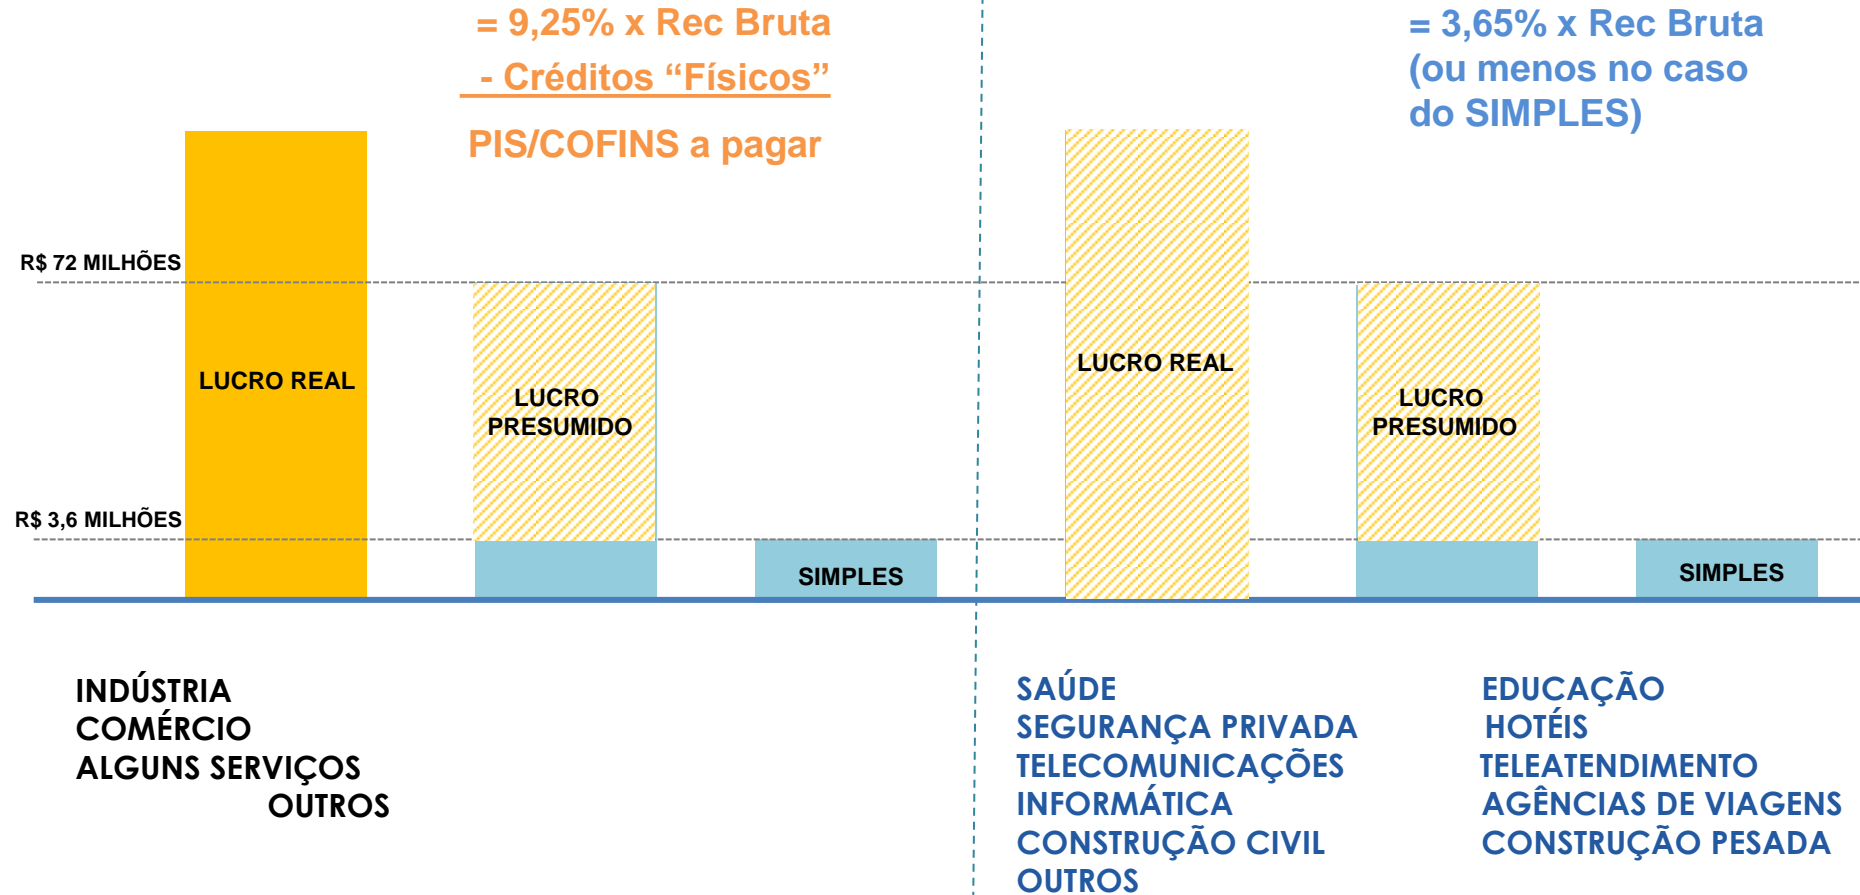 = 9,25% x Rec Bruta
- Créditos “Físicos”
PIS/COFINS a pagar
= 3,65% x Rec Bruta
(ou menos no caso
do SIMPLES)
R$ 72 MILHÕES
R$ 3,6 MILHÕES
LUCRO REAL
LUCRO
PRESUMIDO
SIMPLES
LUCRO REAL
LUCRO
PRESUMIDO
SIMPLES
INDÚSTRIA
COMÉRCIO
ALGUNS SERVIÇOS
OUTROS
SAÚDE
SEGURANÇA PRIVADA
TELECOMUNICAÇÕES
INFORMÁTICA
CONSTRUÇÃO CIVIL
OUTROS
EDUCAÇÃO
HOTÉIS
TELEATENDIMENTO
AGÊNCIAS DE VIAGENS
CONSTRUÇÃO PESADA